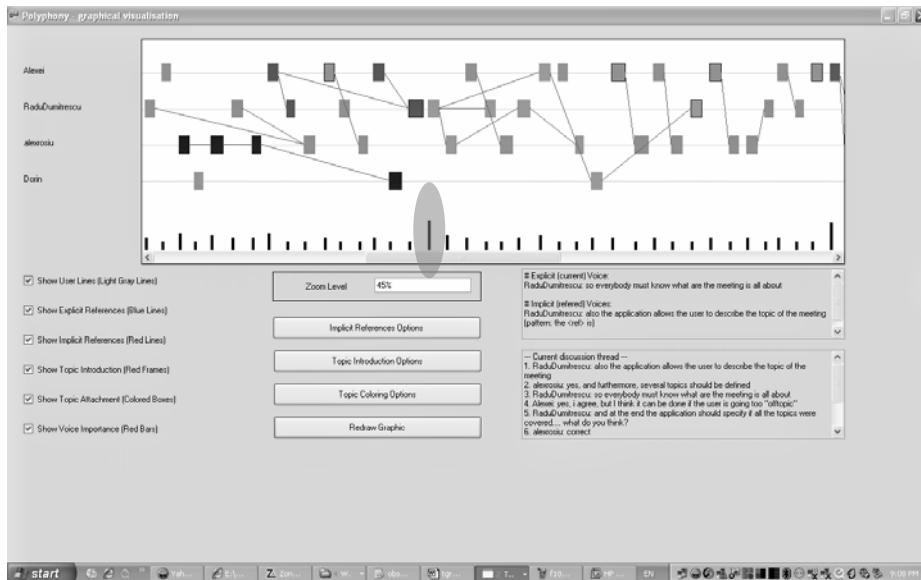 Polyphony - graphical visualisation
Alexei
RaduDumitrescu
alexrosiu
Dorin
Show User Lines (Light Gray Lines)
Show Explicit References (Blue Lines)
Show Implicit References (Red Lines)
Show Topic Introduction (Red Frames)
Show Topic Attachment (Colored Boxes)
Show Voice Importance (Red Bars)
Zoom Level
45%
Implicit References Options
Topic Introduction Options
Topic Coloring Options
Redraw Graphic
# Explicit (current) Voice:
RaduDumitrescu: so everybody must know what are the meeting is all about
# Implicit (refered) Voices:
RaduDumitrescu: also the application allows the user to describe the topic of the meeting
(pattern: the <ref> is)
--- Current discussion thread ---
1. RaduDumitrescu: also the application allows the user to describe the topic of the
meeting
2. alexrosiu: yes, and furthermore, several topics should be defined
3. RaduDumitrescu: so everybody must know what are the meeting is all about
4. Alexei: yes, i agree, but I think it can be done if the user is going too "offtopic"
5. RaduDumitrescu: and at the end the application should specify if all the topics were
covered.... what do you think?
6. alexrosiu: correct
start
Yah...
E:\...
Zon...
W...
obs...
tgr...
T...
f10...
HP ...
EN
9:09 PM